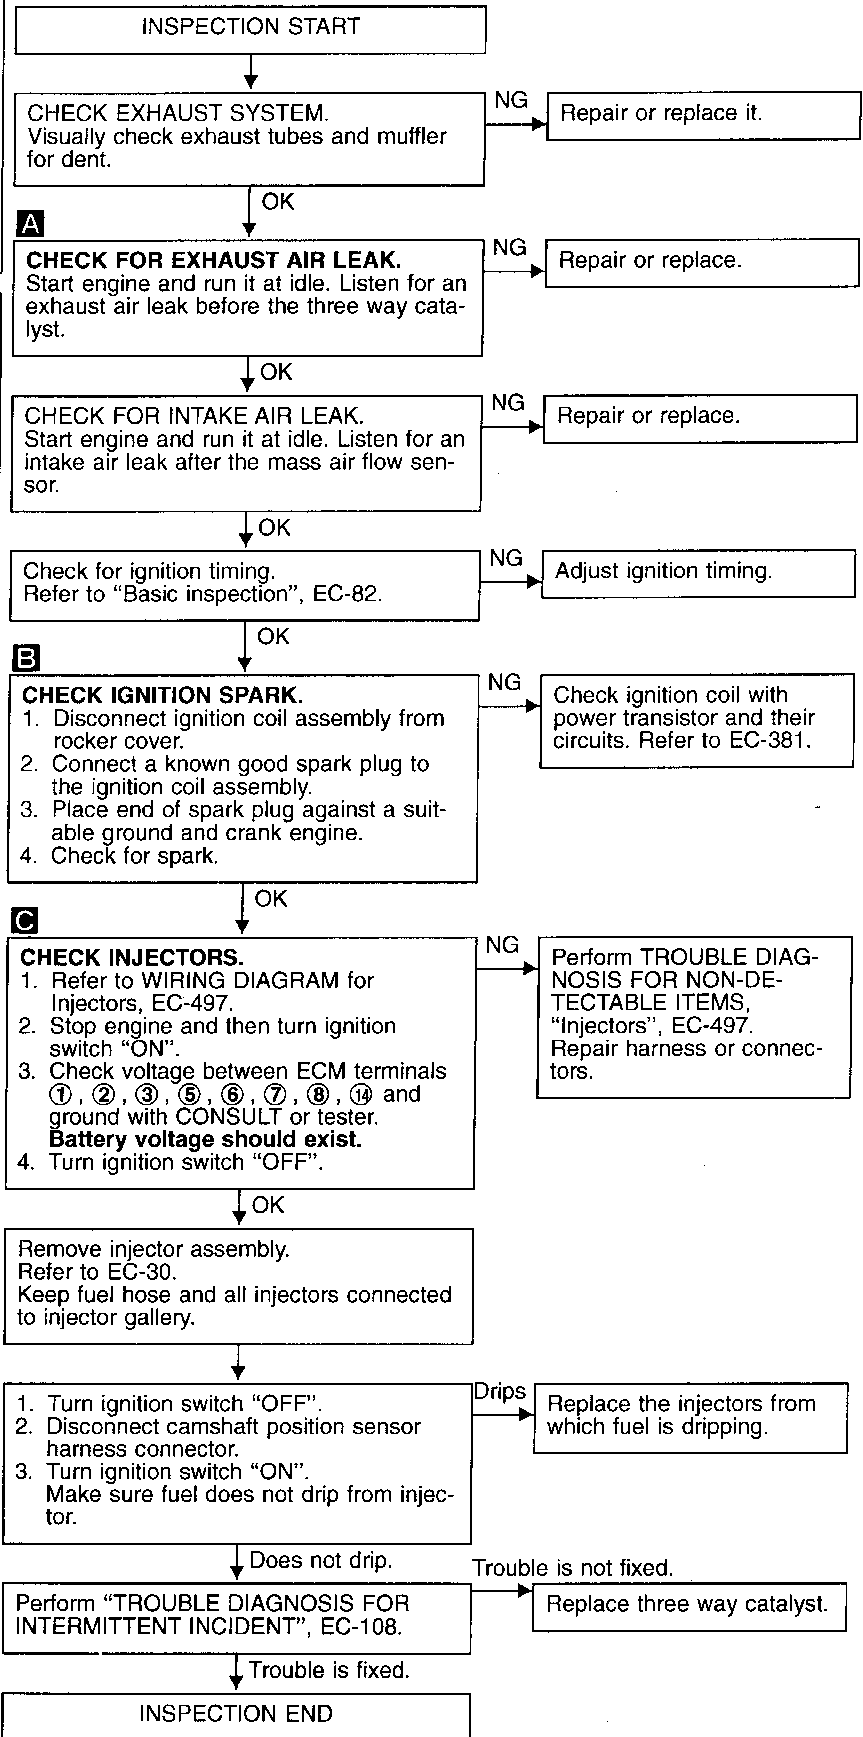 INSPECTION START
CHECK EXHAUST SYSTEM.
Visually check exhaust tubes and muffler
for dent.
NG
Repair or replace it.
OK
A
CHECK FOR EXHAUST AIR LEAK.
Start engine and run it at idle. Listen for an
exhaust air leak before the three way cata-
lyst.
NG
Repair or replace.
OK
CHECK FOR INTAKE AIR LEAK.
Start engine and run it at idle. Listen for an
intake air leak after the mass air flow sen-
sor.
NG
Repair or replace.
OK
Check for ignition timing.
Refer to “Basic inspection”, EC-82.
NG
Adjust ignition timing.
OK
B
CHECK IGNITION SPARK.
1. Disconnect ignition coil assembly from
rocker cover.
2. Connect a known good spark plug to
the ignition coil assembly.
3. Place end of spark plug against a suit-
able ground and crank engine.
4. Check for spark.
NG
Check ignition coil with
power transistor and their
circuits. Refer to EC-381.
OK
C
CHECK INJECTORS.
1. Refer to WIRING DIAGRAM for
Injectors, EC-497.
2. Stop engine and then turn ignition
switch “ON”.
3. Check voltage between ECM terminals
①, ②, ③, ⑤, ⑥, ⑦, ⑧, ⑭ and
ground with CONSULT or tester.
Battery voltage should exist.
4. Turn ignition switch “OFF”.
NG
Perform TROUBLE DIAG-
NOSIS FOR NON-DE-
TECTABLE ITEMS,
“Injectors”, EC-497.
Repair harness or connec-
tors.
OK
Remove injector assembly.
Refer to EC-30.
Keep fuel hose and all injectors connected
to injector gallery.
1. Turn ignition switch “OFF”.
2. Disconnect camshaft position sensor
harness connector.
3. Turn ignition switch “ON”.
Make sure fuel does not drip from injec-
tor.
Drips
Replace the injectors from
which fuel is dripping.
Does not drip.
Perform “TROUBLE DIAGNOSIS FOR
INTERMITTENT INCIDENT”, EC-108.
Trouble is not fixed.
Replace three way catalyst.
Trouble is fixed.
INSPECTION END